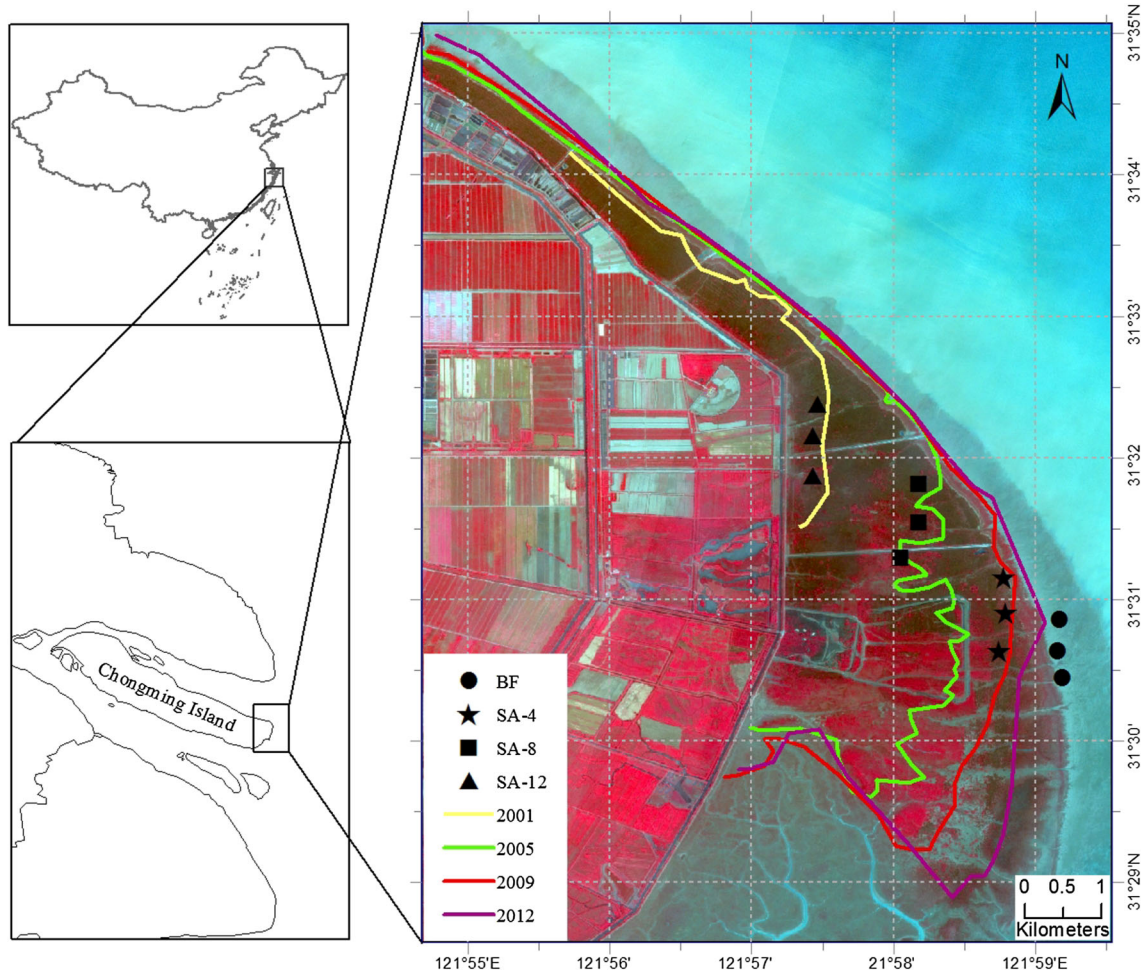 N
31°35'N
31°34'
31°33'
31°32'
31°31'
31°30'
31°29'N
Chongming Island
BF
SA-4
SA-8
SA-12
2001
2005
2009
2012
0 0.5 1
Kilometers
121°55'E
121°56'
121°57'
121°58'
121°59'E